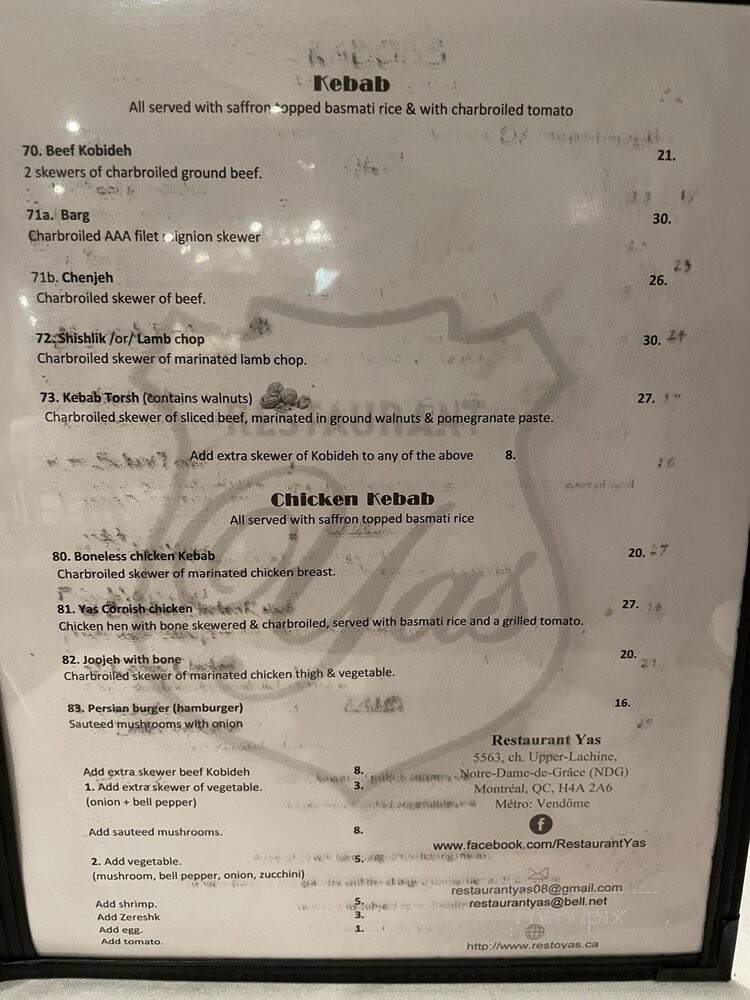 Kebab
All served with saffron topped basmati rice & with charbroiled tomato
70. Beef Kobideh 21.
2 skewers of charbroiled ground beef.
71a. Barg 30.
Charbroiled AAA filet mignion skewer
71b. Chenjeh 26.
Charbroiled skewer of beef.
72. Shishlik /or/ Lamb chop 30.
Charbroiled skewer of marinated lamb chop.
73. Kebab Torsh (contains walnuts) 27.
Charbroiled skewer of sliced beef, marinated in ground walnuts & pomegranate paste.
Add extra skewer of Kobideh to any of the above 8.
RESTAURANT
Yas
Chicken Kebab
All served with saffron topped basmati rice
80. Boneless chicken Kebab 20.
Charbroiled skewer of marinated chicken breast.
81. Yas Cornish chicken 27.
Chicken hen with bone skewered & charbroiled, served with basmati rice and a grilled tomato.
82. Joojeh with bone 20.
Charbroiled skewer of marinated chicken thigh & vegetable.
83. Persian burger (hamburger) 16.
Sauteed mushrooms with onion
Add extra skewer beef Kobideh 8.
1. Add extra skewer of vegetable. 3.
(onion + bell pepper)
Add sauteed mushrooms. 8.
2. Add vegetable. 5.
(mushroom, bell pepper, onion, zucchini)
Add shrimp. 5.
Add Zereshk 3.
Add egg. 1.
Add tomato.
Restaurant Yas
5563, ch. Upper-Lachine,
Notre-Dame-de-Grâce (NDG)
Montréal, QC, H4A 2A6
Métro: Vendôme
f
www.facebook.com/RestaurantYas
restaurantyas08@gmail.com
restaurantyas@bell.net
http://www.restoyas.ca